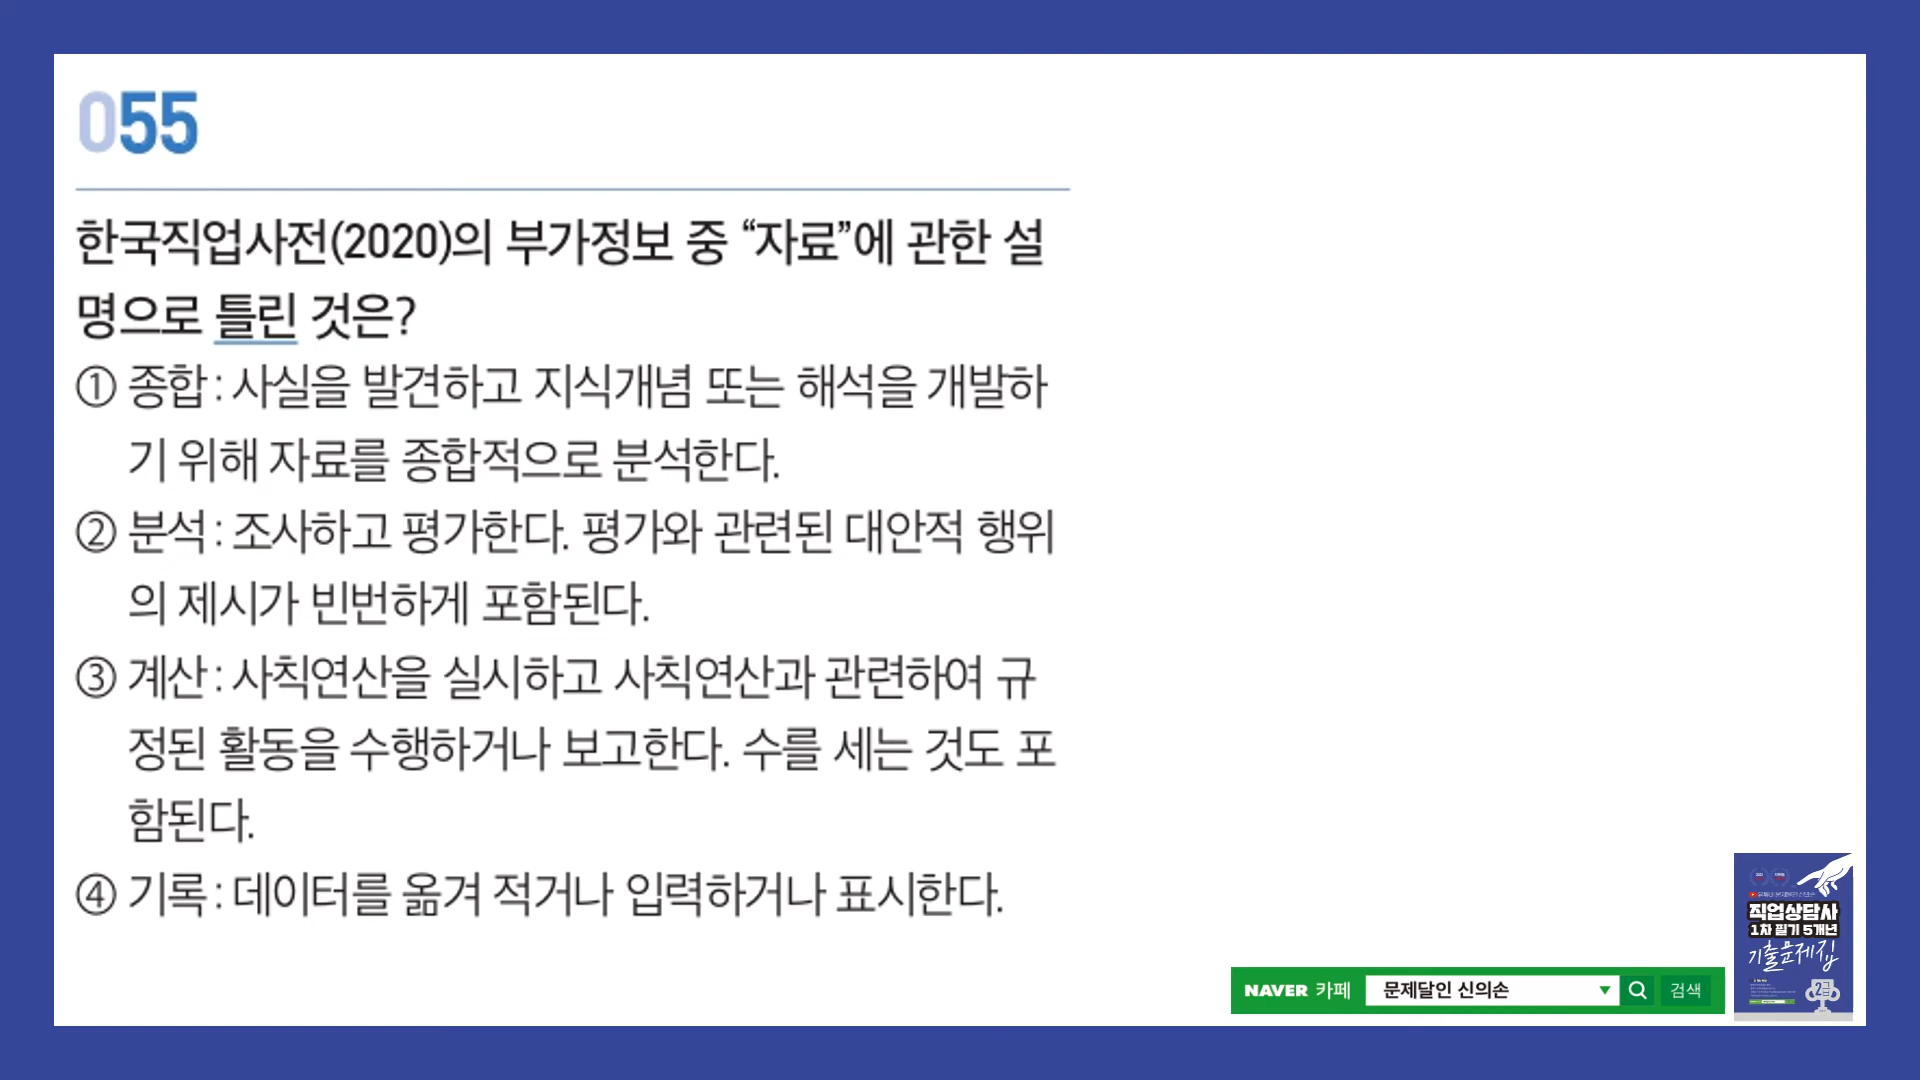 055
한국직업사전(2020)의 부가정보 중 “자료”에 관한 설
명으로 틀린 것은?
① 종합 : 사실을 발견하고 지식개념 또는 해석을 개발하
기 위해 자료를 종합적으로 분석한다.
② 분석 : 조사하고 평가한다. 평가와 관련된 대안적 행위
의 제시가 빈번하게 포함된다.
③ 계산 : 사칙연산을 실시하고 사칙연산과 관련하여 규
정된 활동을 수행하거나 보고한다. 수를 세는 것도 포
함된다.
④ 기록 : 데이터를 옮겨 적거나 입력하거나 표시한다.
NAVER 카페 문제달인 신의손 검색
직업상담사
1차 필기 5개년
기출문제집
2급